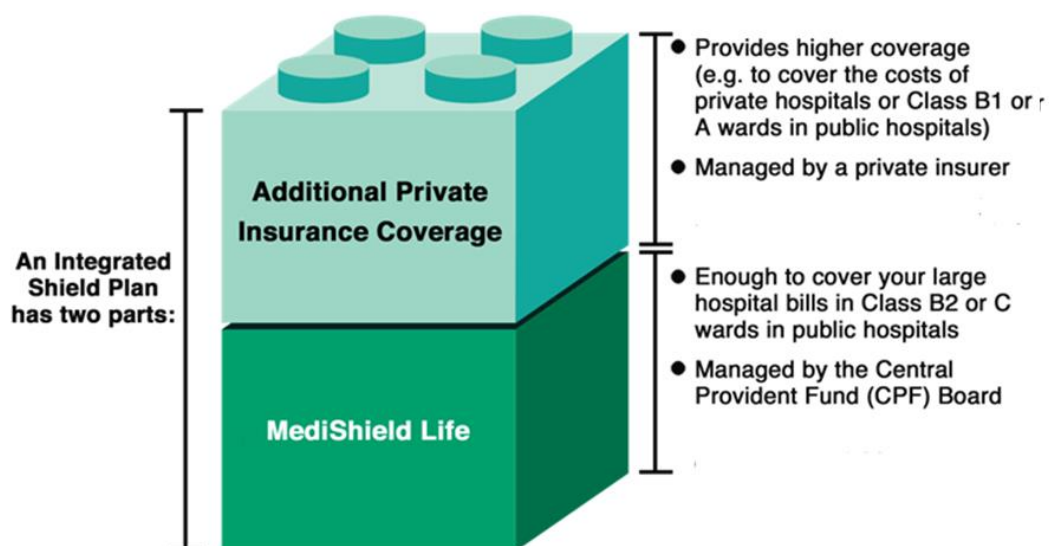 An Integrated
Shield Plan
has two parts:
Additional Private
Insurance Coverage
MediShield Life
● Provides higher coverage
(e.g. to cover the costs of
private hospitals or Class B1 or
A wards in public hospitals)
● Managed by a private insurer
● Enough to cover your large
hospital bills in Class B2 or C
wards in public hospitals
● Managed by the Central
Provident Fund (CPF) Board